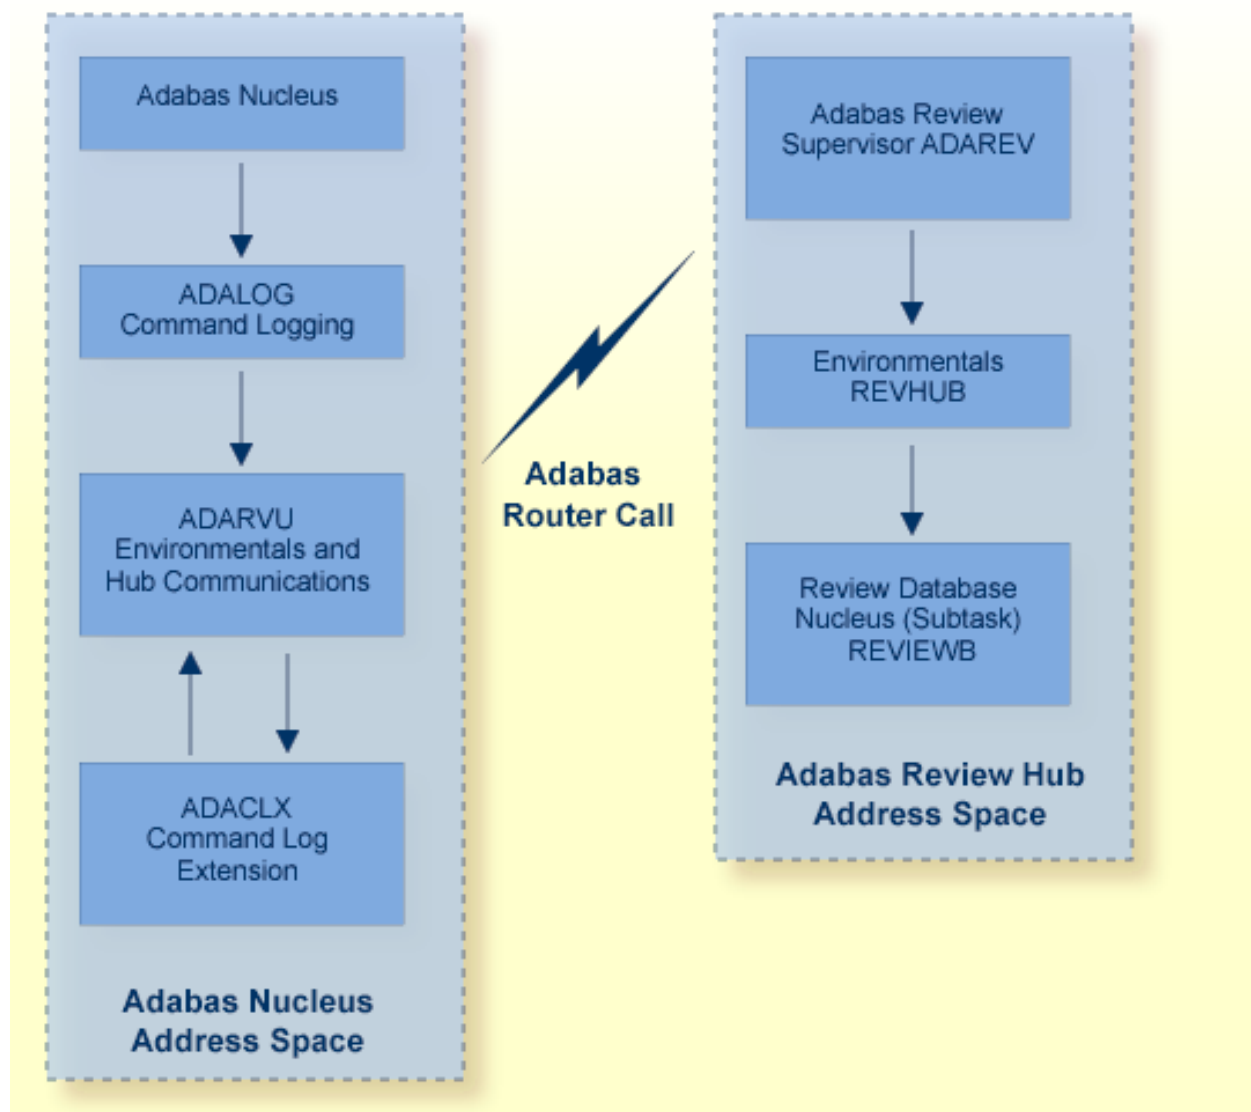 Adabas Nucleus
ADALOG
Command Logging
ADARVU
Environmentals and
Hub Communications
ADACLX
Command Log
Extension
Adabas Nucleus
Address Space
Adabas
Router Call
Adabas Review
Supervisor ADAREV
Environmentals
REVHUB
Review Database
Nucleus (Subtask)
REVIEWB
Adabas Review Hub
Address Space